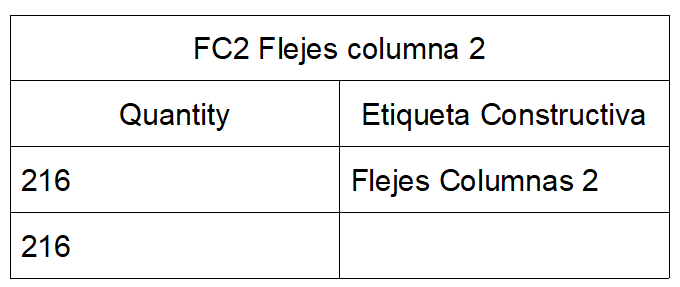 FC2 Flejes columna 2
Quantity Etiqueta Constructiva
216 Flejes Columnas 2
216